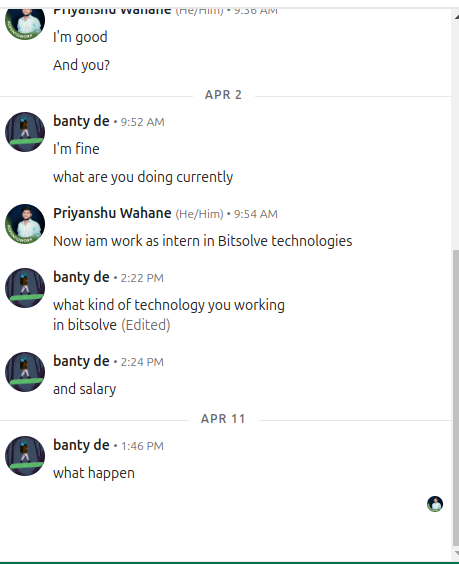 Priyanshu Wahane (He/Him) • 9:36 AM
I'm good
And you?
APR 2
banty de • 9:52 AM
I'm fine
what are you doing currently
Priyanshu Wahane (He/Him) • 9:54 AM
Now iam work as intern in Bitsolve technologies
banty de • 2:22 PM
what kind of technology you working
in bitsolve (Edited)
banty de • 2:24 PM
and salary
APR 11
banty de • 1:46 PM
what happen